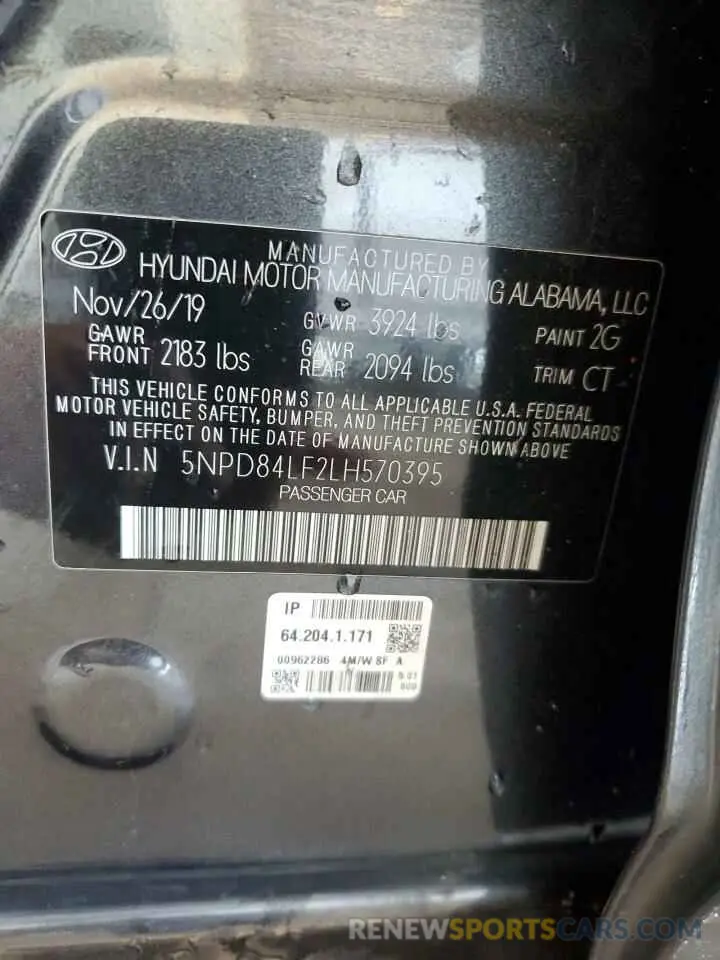 MANUFACTURED BY
HYUNDAI MOTOR MANUFACTURING ALABAMA, LLC
Nov/26/19 GVWR 3924 lbs PAINT 2G
GAWR FRONT 2183 lbs GAWR REAR 2094 lbs TRIM CT
THIS VEHICLE CONFORMS TO ALL APPLICABLE U.S.A. FEDERAL
MOTOR VEHICLE SAFETY, BUMPER, AND THEFT PREVENTION STANDARDS
IN EFFECT ON THE DATE OF MANUFACTURE SHOWN ABOVE
V.I.N 5NPD84LF2LH570395
PASSENGER CAR
IP
64.204.1.171
00962286 4M/W SF A
RENEWSPORTSCARS.COM